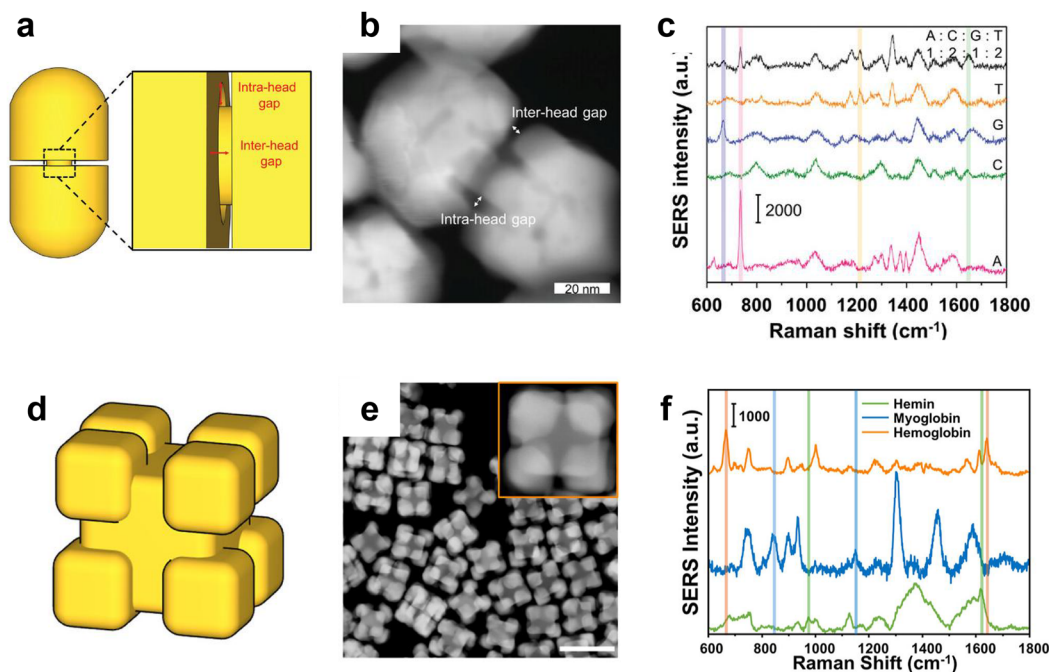 a
Intra-head
gap
Inter-head
gap
b
Inter-head gap
Intra-head gap
20 nm
c
A : C : G : T
1 : 2 : 1 : 2
T
G
C
2000
A
SERS intensity (a.u.)
600 800 1000 1200 1400 1600 1800
Raman shift (cm⁻¹)
d
e
f
1000
Hemin
Myoglobin
Hemoglobin
SERS Intensity (a.u.)
600 800 1000 1200 1400 1600 1800
Raman Shift (cm⁻¹)